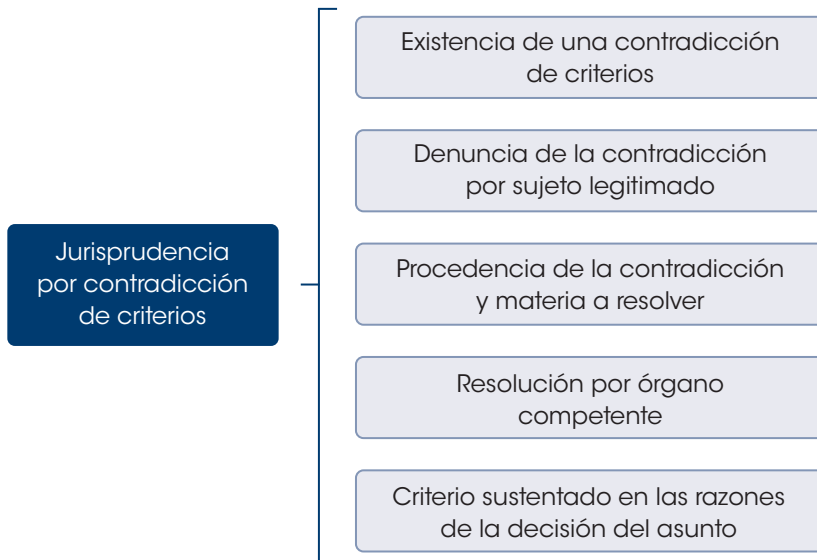 Jurisprudencia
por contradicción
de criterios
Existencia de una contradicción
de criterios
Denuncia de la contradicción
por sujeto legitimado
Procedencia de la contradicción
y materia a resolver
Resolución por órgano
competente
Criterio sustentado en las razones
de la decisión del asunto